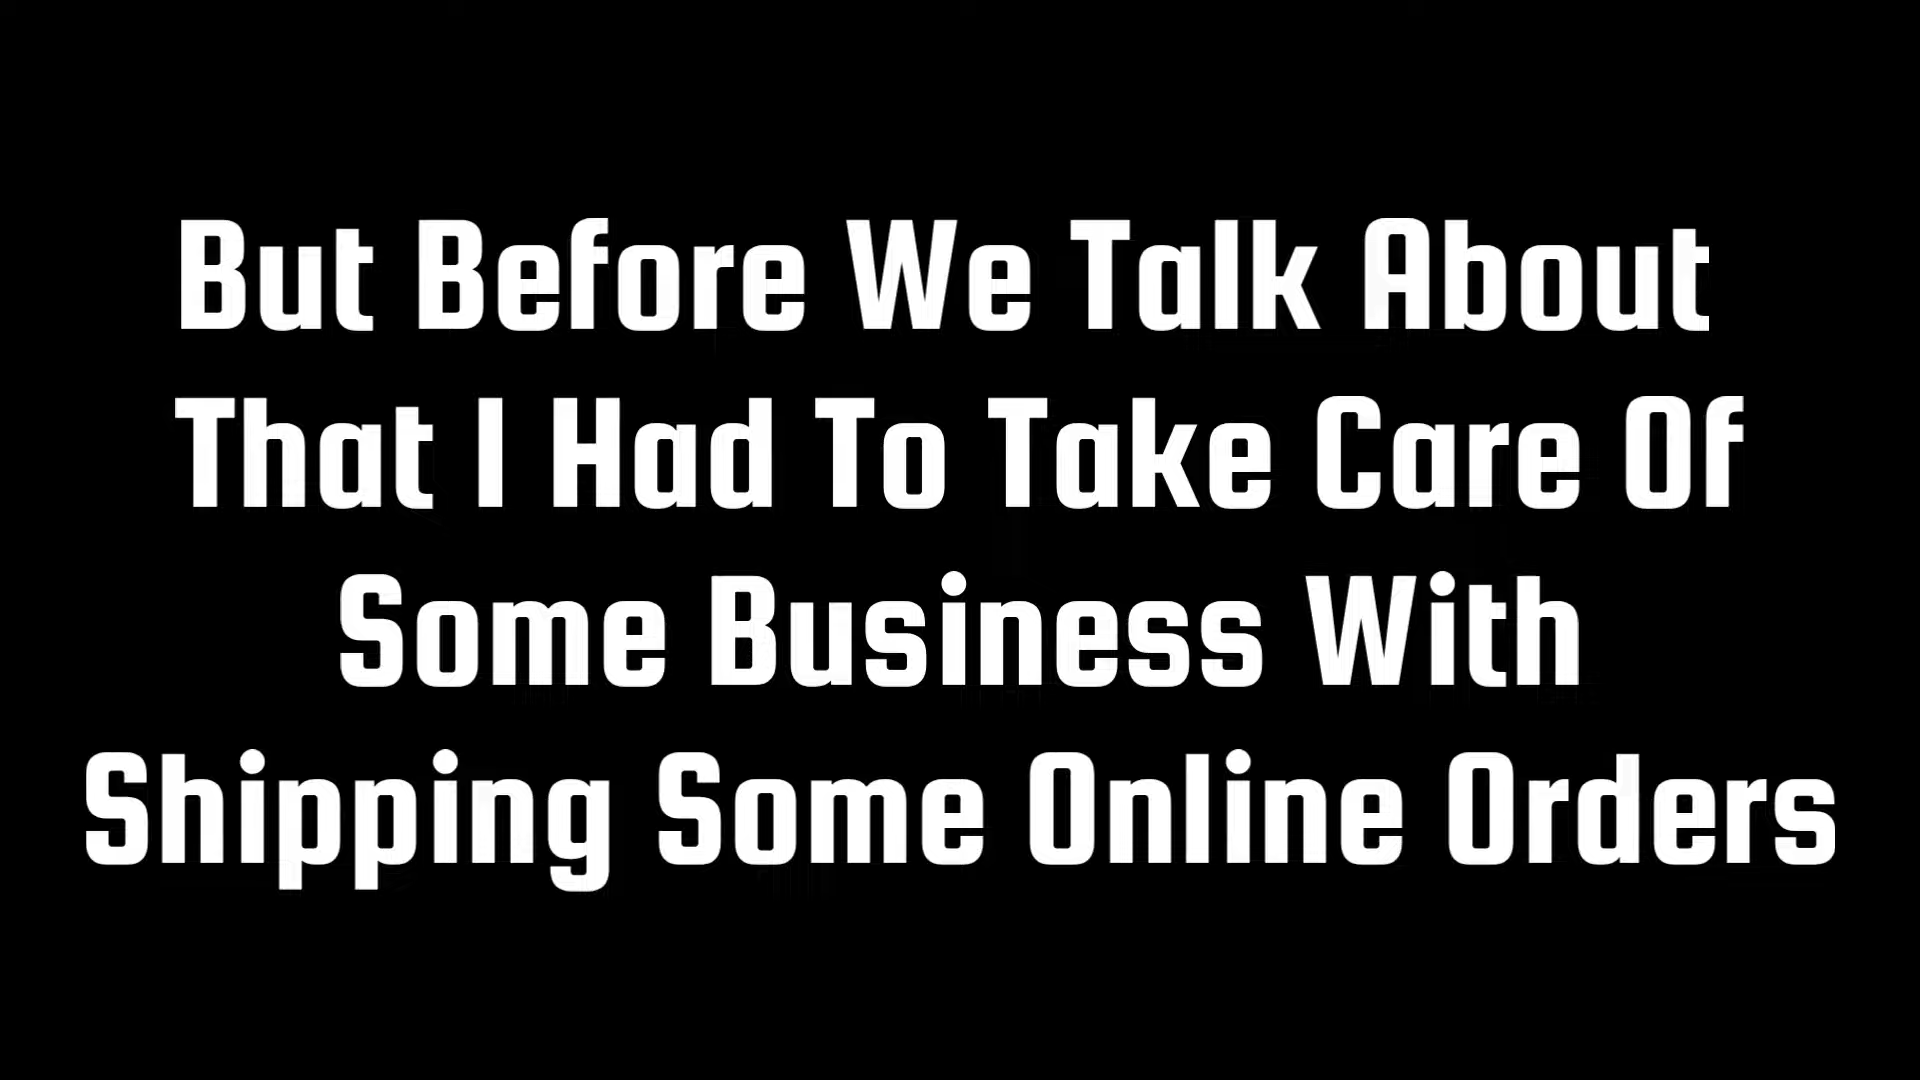 But Before We Talk About
That I Had To Take Care Of
Some Business With
Shipping Some Online Orders